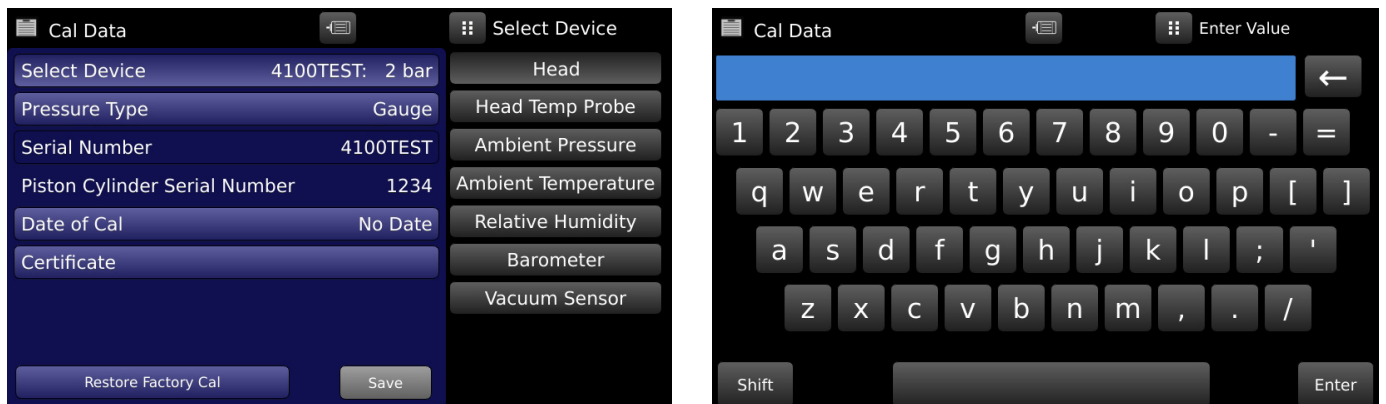 Cal Data
Select Device
Select Device 4100TEST: 2 bar
Head
Pressure Type Gauge
Head Temp Probe
Serial Number 4100TEST
Ambient Pressure
Piston Cylinder Serial Number 1234
Ambient Temperature
Date of Cal No Date
Relative Humidity
Certificate
Barometer
Vacuum Sensor
Restore Factory Cal Save
Cal Data
Enter Value
←
1 2 3 4 5 6 7 8 9 0 - =
q w e r t y u i o p [ ]
a s d f g h j k l ; '
z x c v b n m , . /
Shift Enter